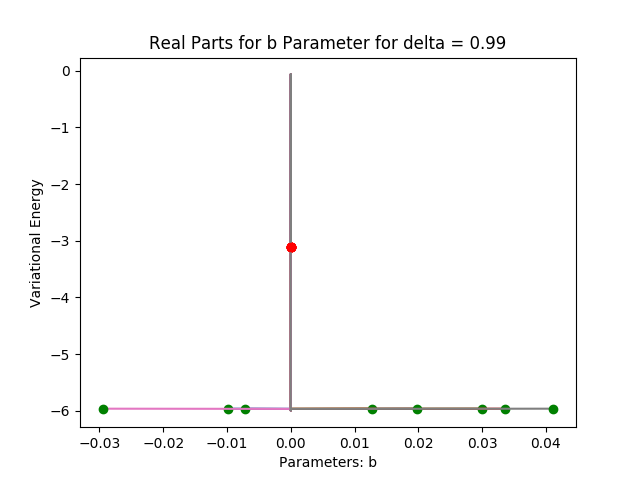 Real Parts for b Parameter for delta = 0.99
Variational Energy
0
−1
−2
−3
−4
−5
−6
−0.03 −0.02 −0.01 0.00 0.01 0.02 0.03 0.04
Parameters: b